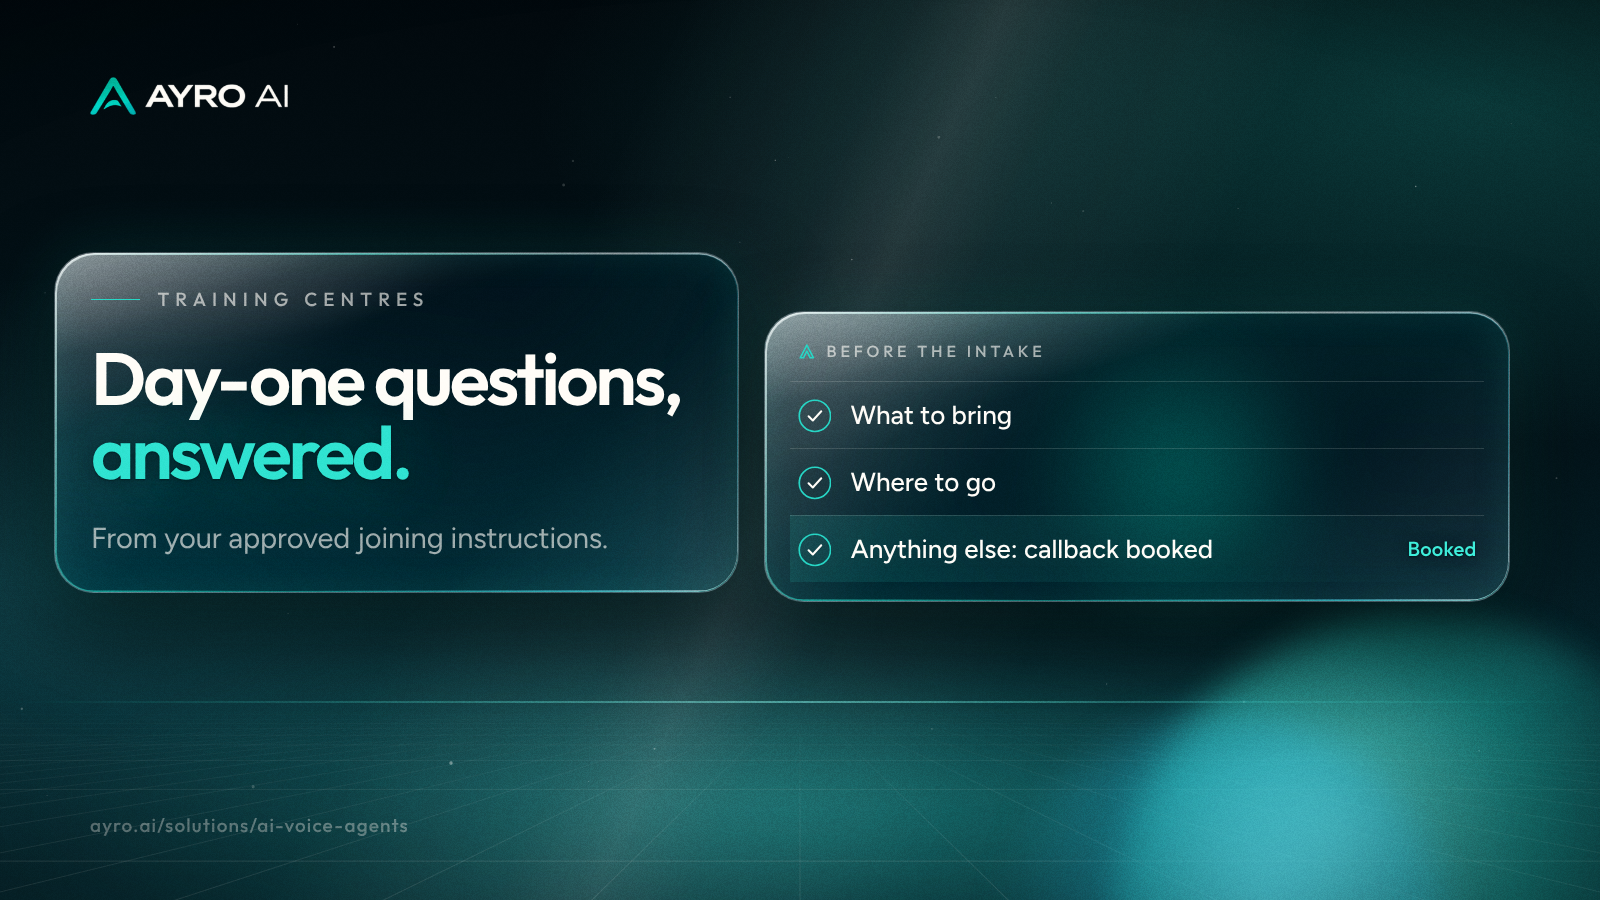 AYRO AI
TRAINING CENTRES
Day-one questions,
answered.
From your approved joining instructions.
BEFORE THE INTAKE
What to bring
Where to go
Anything else: callback booked
Booked
ayro.ai/solutions/ai-voice-agents